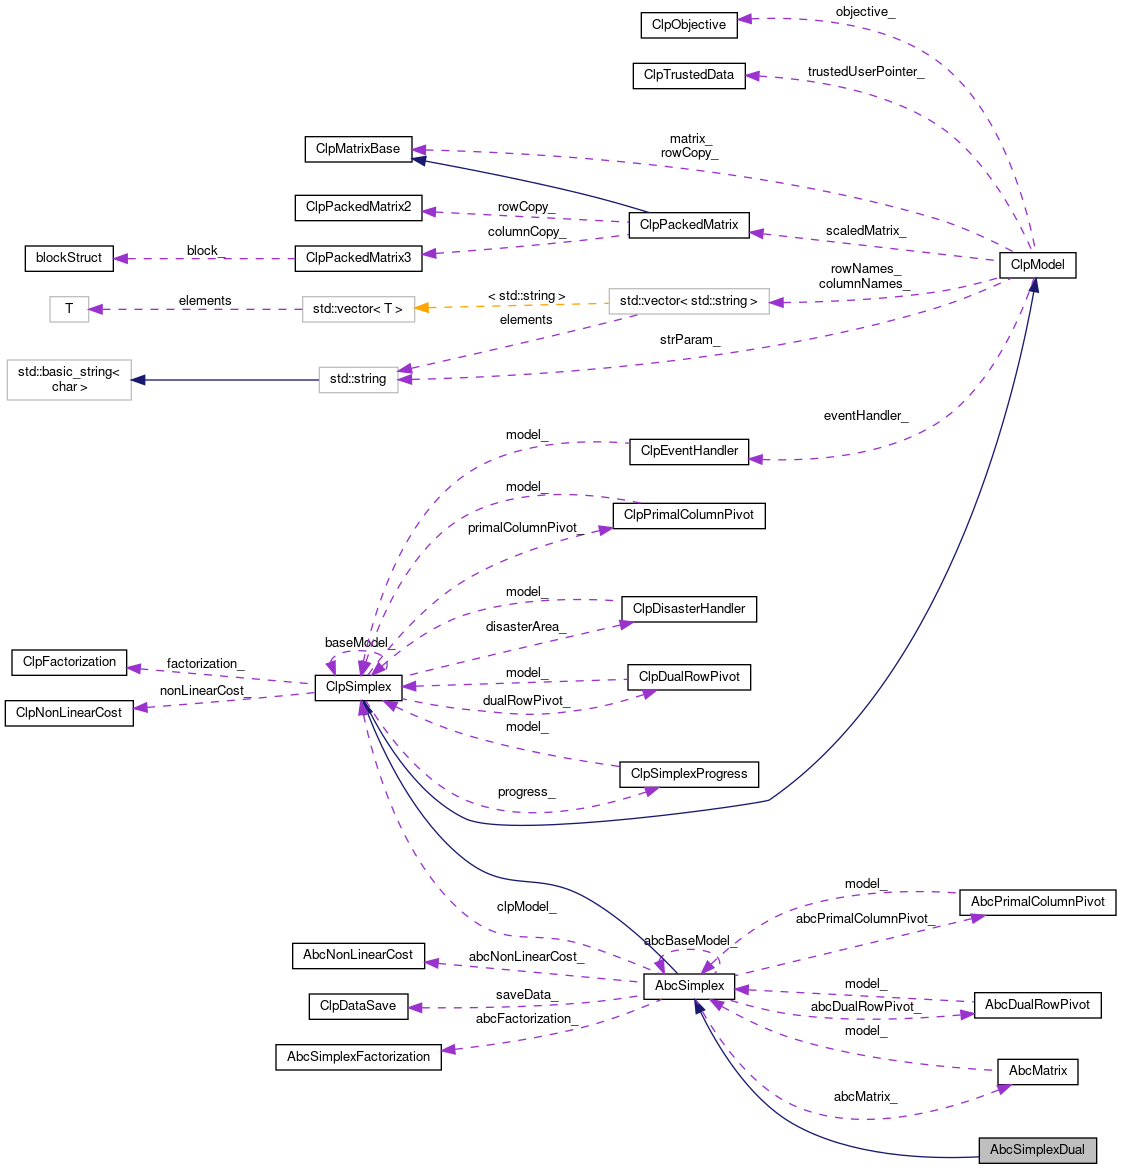 objective_
ClpObjective
trustedUserPointer_
ClpTrustedData
matrix_
rowCopy_
ClpMatrixBase
ClpPackedMatrix2
rowCopy_
ClpPackedMatrix
columnCopy_
scaledMatrix_
block_
blockStruct
ClpPackedMatrix3
ClpModel
rowNames_
columnNames_
< std::string >
elements
T
std::vector< T >
std::vector< std::string >
elements
strParam_
std::basic_string<
char >
std::string
eventHandler_
model_
ClpEventHandler
model_
ClpPrimalColumnPivot
primalColumnPivot_
model_
ClpDisasterHandler
disasterArea_
baseModel_
ClpFactorization
factorization_
model_
ClpDualRowPivot
ClpSimplex
nonLinearCost_
dualRowPivot_
ClpNonLinearCost
model_
ClpSimplexProgress
progress_
model_
AbcPrimalColumnPivot
clpModel_
abcPrimalColumnPivot_
abcBaseModel_
AbcNonLinearCost
abcNonLinearCost_
AbcSimplex
model_
saveData_
ClpDataSave
abcDualRowPivot_
AbcDualRowPivot
abcFactorization_
model_
AbcSimplexFactorization
AbcMatrix
abcMatrix_
AbcSimplexDual